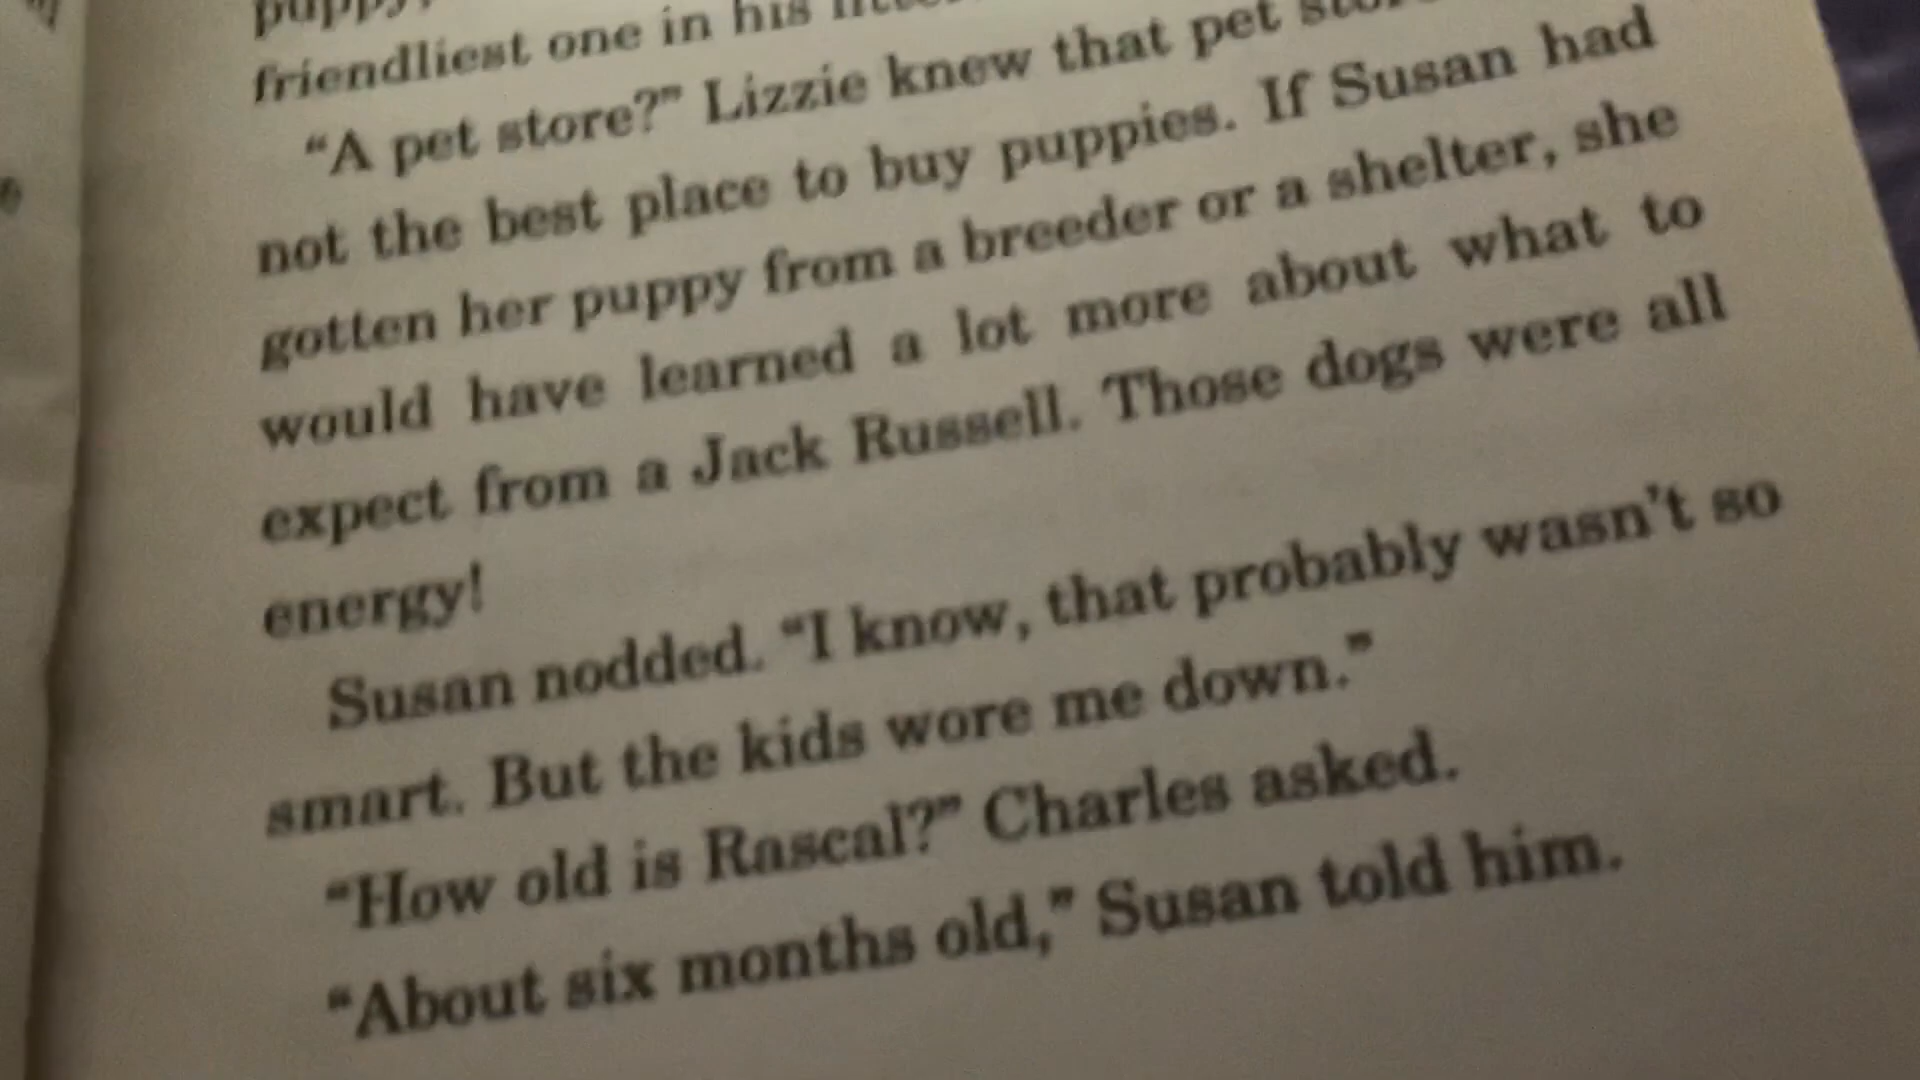 puppy.
friendliest one in his
“A pet store?” Lizzie knew that pet
not the best place to buy puppies. If Susan had
gotten her puppy from a breeder or a shelter, she
would have learned a lot more about what to
expect from a Jack Russell. Those dogs were all
energy!
Susan nodded. “I know, that probably wasn’t so
smart. But the kids wore me down.”
“How old is Rascal?” Charles asked.
“About six months old,” Susan told him.